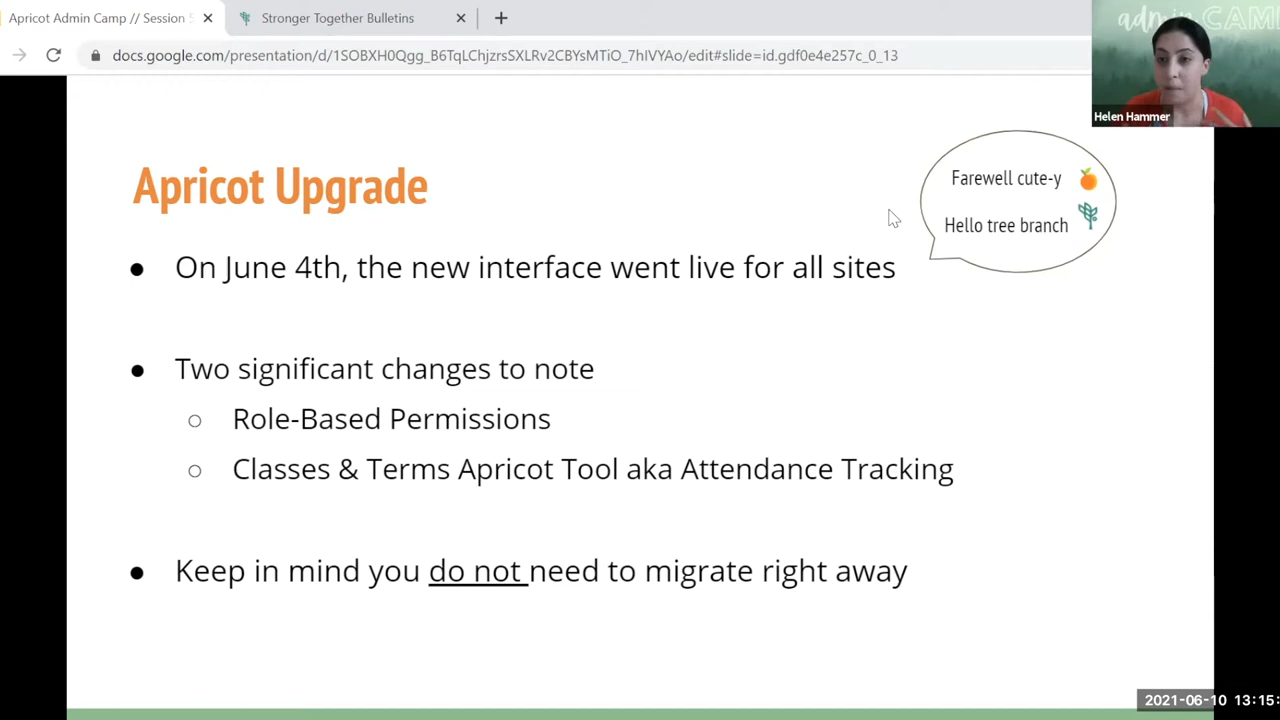 Apricot Admin Camp // Session
Stronger Together Bulletins
docs.google.com/presentation/d/1SOBXH0Qgg_B6TqLChjzrsSXLRv2CBYsMTiO_7hIVYAo/edit#slide=id.gdf0e4e257c_0_13
admin CAM
Helen Hammer
Apricot Upgrade
Farewell cute-y
Hello tree branch
● On June 4th, the new interface went live for all sites
● Two significant changes to note
○ Role-Based Permissions
○ Classes & Terms Apricot Tool aka Attendance Tracking
● Keep in mind you do not need to migrate right away
2021-06-10 13:15: